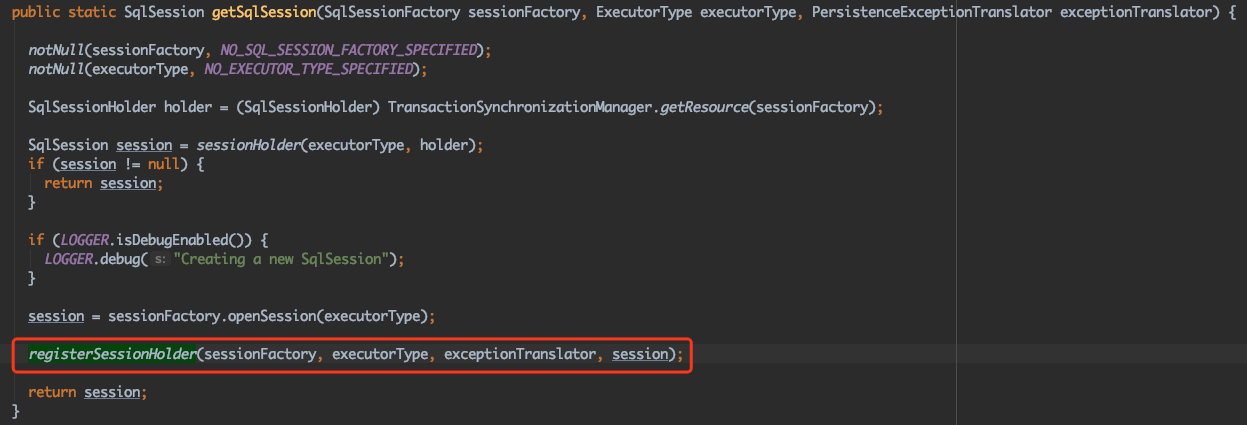 public static SqlSession getSqlSession(SqlSessionFactory sessionFactory, ExecutorType executorType, PersistenceExceptionTranslator exceptionTranslator) {
notNull(sessionFactory, NO_SQL_SESSION_FACTORY_SPECIFIED);
notNull(executorType, NO_EXECUTOR_TYPE_SPECIFIED);
SqlSessionHolder holder = (SqlSessionHolder) TransactionSynchronizationManager.getResource(sessionFactory);
SqlSession session = sessionHolder(executorType, holder);
if (session != null) {
return session;
}
if (LOGGER.isDebugEnabled()) {
LOGGER.debug( s: "Creating a new SqlSession");
}
session = sessionFactory.openSession(executorType);
registerSessionHolder(sessionFactory, executorType, exceptionTranslator, session);
return session;
}